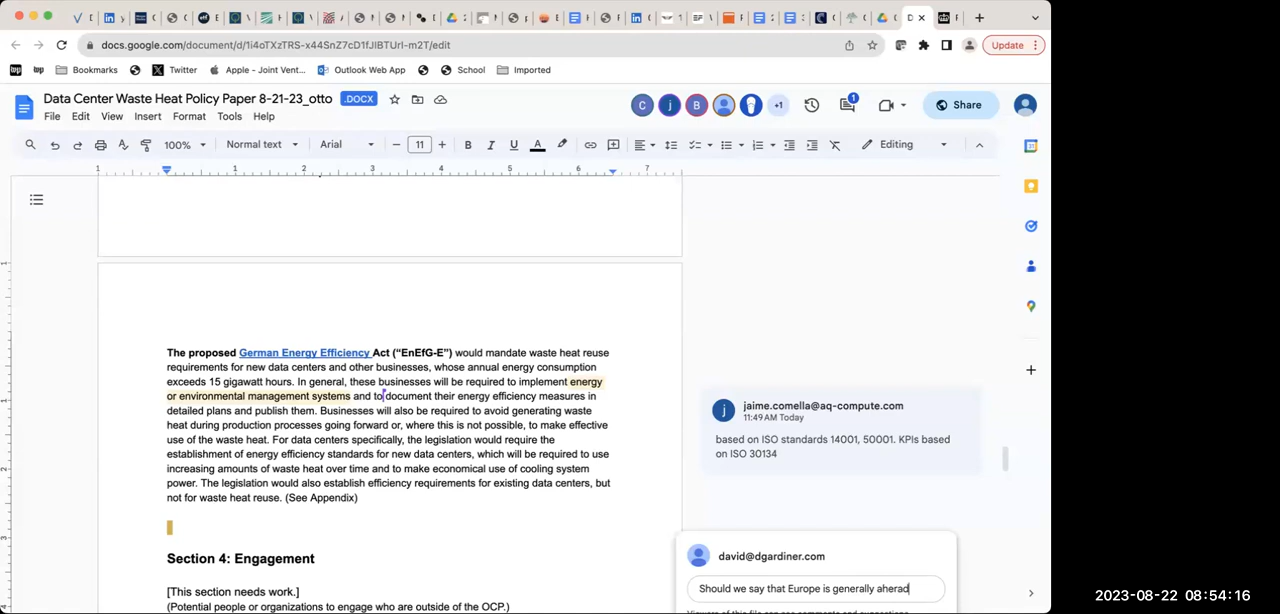 docs.google.com/document/d/1i4oTXzTRS-x44SnZ7cD1fJIBTUrI-m2T/edit
Update
Bookmarks Twitter Apple - Joint Vent... Outlook Web App School Imported
Data Center Waste Heat Policy Paper 8-21-23_otto .DOCX
C j B +1 1 Share
File Edit View Insert Format Tools Help
100% Normal text Arial 11 B I U A Editing
1 1 2 3 4 5 6 7
The proposed German Energy Efficiency Act (“EnEfG-E”) would mandate waste heat reuse
requirements for new data centers and other businesses, whose annual energy consumption
exceeds 15 gigawatt hours. In general, these businesses will be required to implement energy
or environmental management systems and to document their energy efficiency measures in
detailed plans and publish them. Businesses will also be required to avoid generating waste
heat during production processes going forward or, where this is not possible, to make effective
use of the waste heat. For data centers specifically, the legislation would require the
establishment of energy efficiency standards for new data centers, which will be required to use
increasing amounts of waste heat over time and to make economical use of cooling system
power. The legislation would also establish efficiency requirements for existing data centers, but
not for waste heat reuse. (See Appendix)
Section 4: Engagement
[This section needs work.]
(Potential people or organizations to engage who are outside of the OCP.)
j jaime.comella@aq-compute.com
11:49 AM Today
based on ISO standards 14001, 50001. KPIs based
on ISO 30134
david@dgardiner.com
Should we say that Europe is generally aherad
2023-08-22 08:54:16